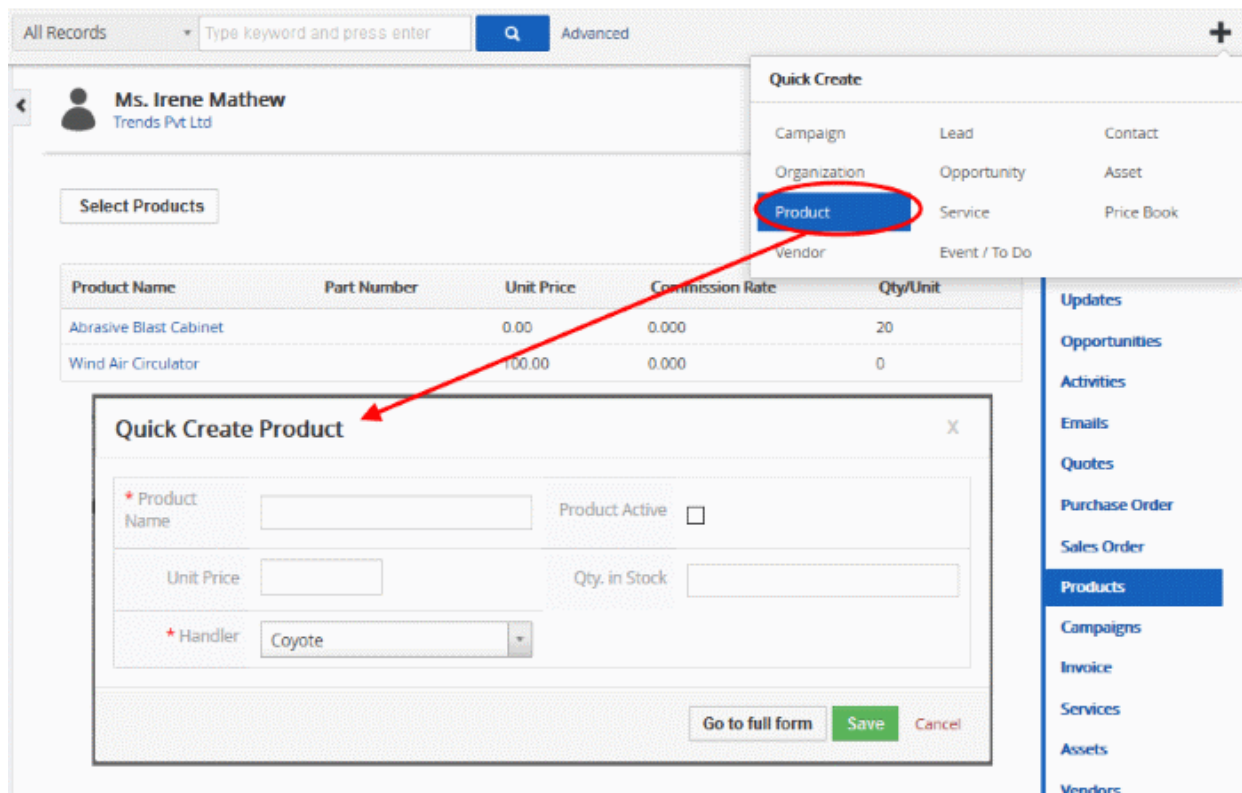 All Records Type keyword and press enter Advanced
Quick Create
Campaign Lead Contact
Organization Opportunity Asset
Product Service Price Book
Vendor Event / To Do
Ms. Irene Mathew
Trends Pvt Ltd
Select Products
Product Name Part Number Unit Price Commission Rate Qty/Unit
Abrasive Blast Cabinet 0.00 0.000 20
Wind Air Circulator 100.00 0.000 0
Quick Create Product X
* Product Name Product Active
Unit Price Qty. in Stock
* Handler Coyote
Go to full form Save Cancel
Updates
Opportunities
Activities
Emails
Quotes
Purchase Order
Sales Order
Products
Campaigns
Invoice
Services
Assets
Vendors